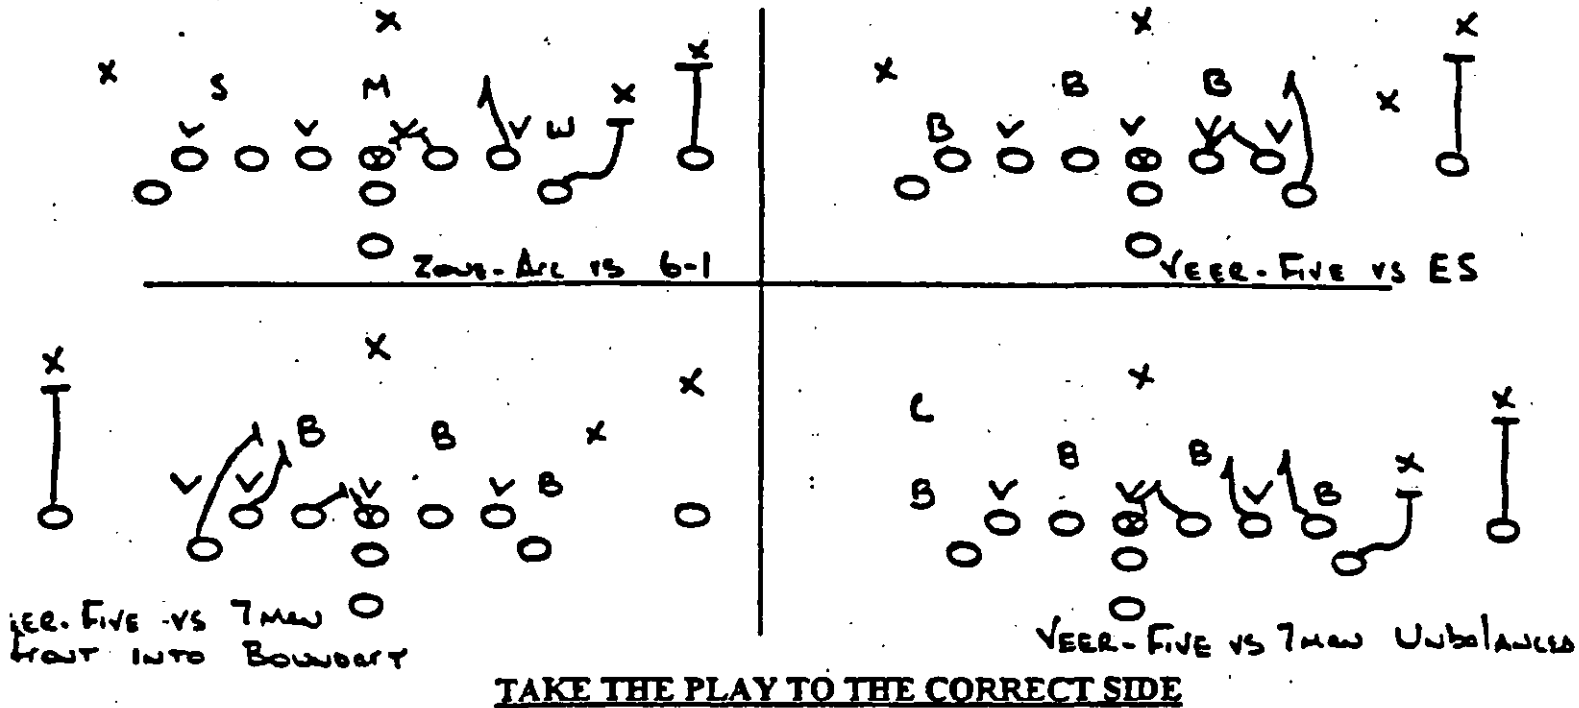 X
X
X S M X
V V V V W
Zone-Arc vs 6-1
X
X
X B B X
B V V V V
VEER-FivE vs ES
X
X
X
B B X
V V V V B
EER-FivE vs 7 Man
Front into Boundary
X
C
X
B B X
B V V V B
VEER-FivE vs 7 Man Unbalanced
TAKE THE PLAY TO THE CORRECT SIDE